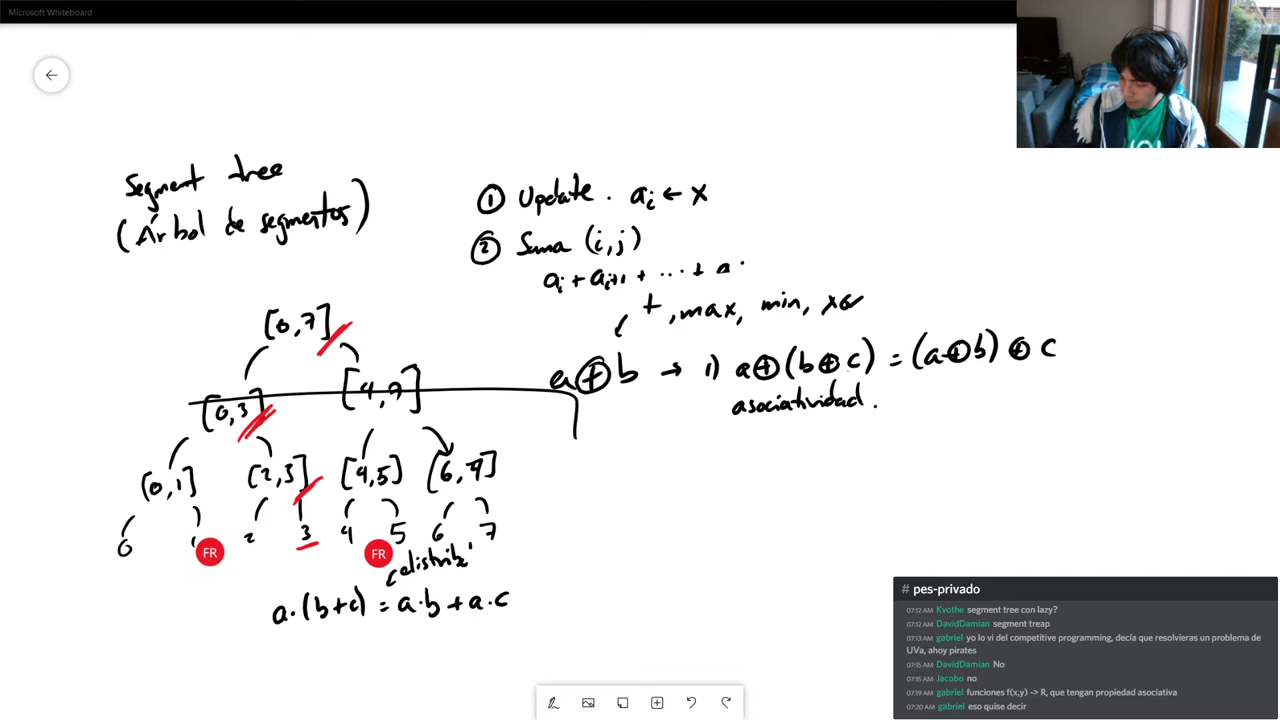 Microsoft Whiteboard
Segment tree
(Árbol de segmentos)
① Update. aᵢ ← x
② Suma (i,j)
aᵢ + aᵢ₊₁ + ... + a
+, max, min, xor
a ⊕ b → 1) a ⊕ (b ⊕ c) = (a ⊕ b) ⊕ c
asociatividad.
[0,7]
[0,3] [4,7]
[0,1] [2,3] [4,5] [6,7]
0 1 2 3 4 5 6 7
FR FR
a·(b+c) = a·b + a·c
# pes-privado
07:12 AM Kvothe segment tree con lazy?
07:12 AM DavidDamian segment treap
07:13 AM gabriel yo lo vi del competitive programming, decía que resolvieras un problema de
UVa, ahoy pirates
07:15 AM DavidDamian No
07:15 AM Jacobo no
07:19 AM gabriel funciones f(x,y) -> R, que tengan propiedad asociativa
07:20 AM gabriel eso quise decir